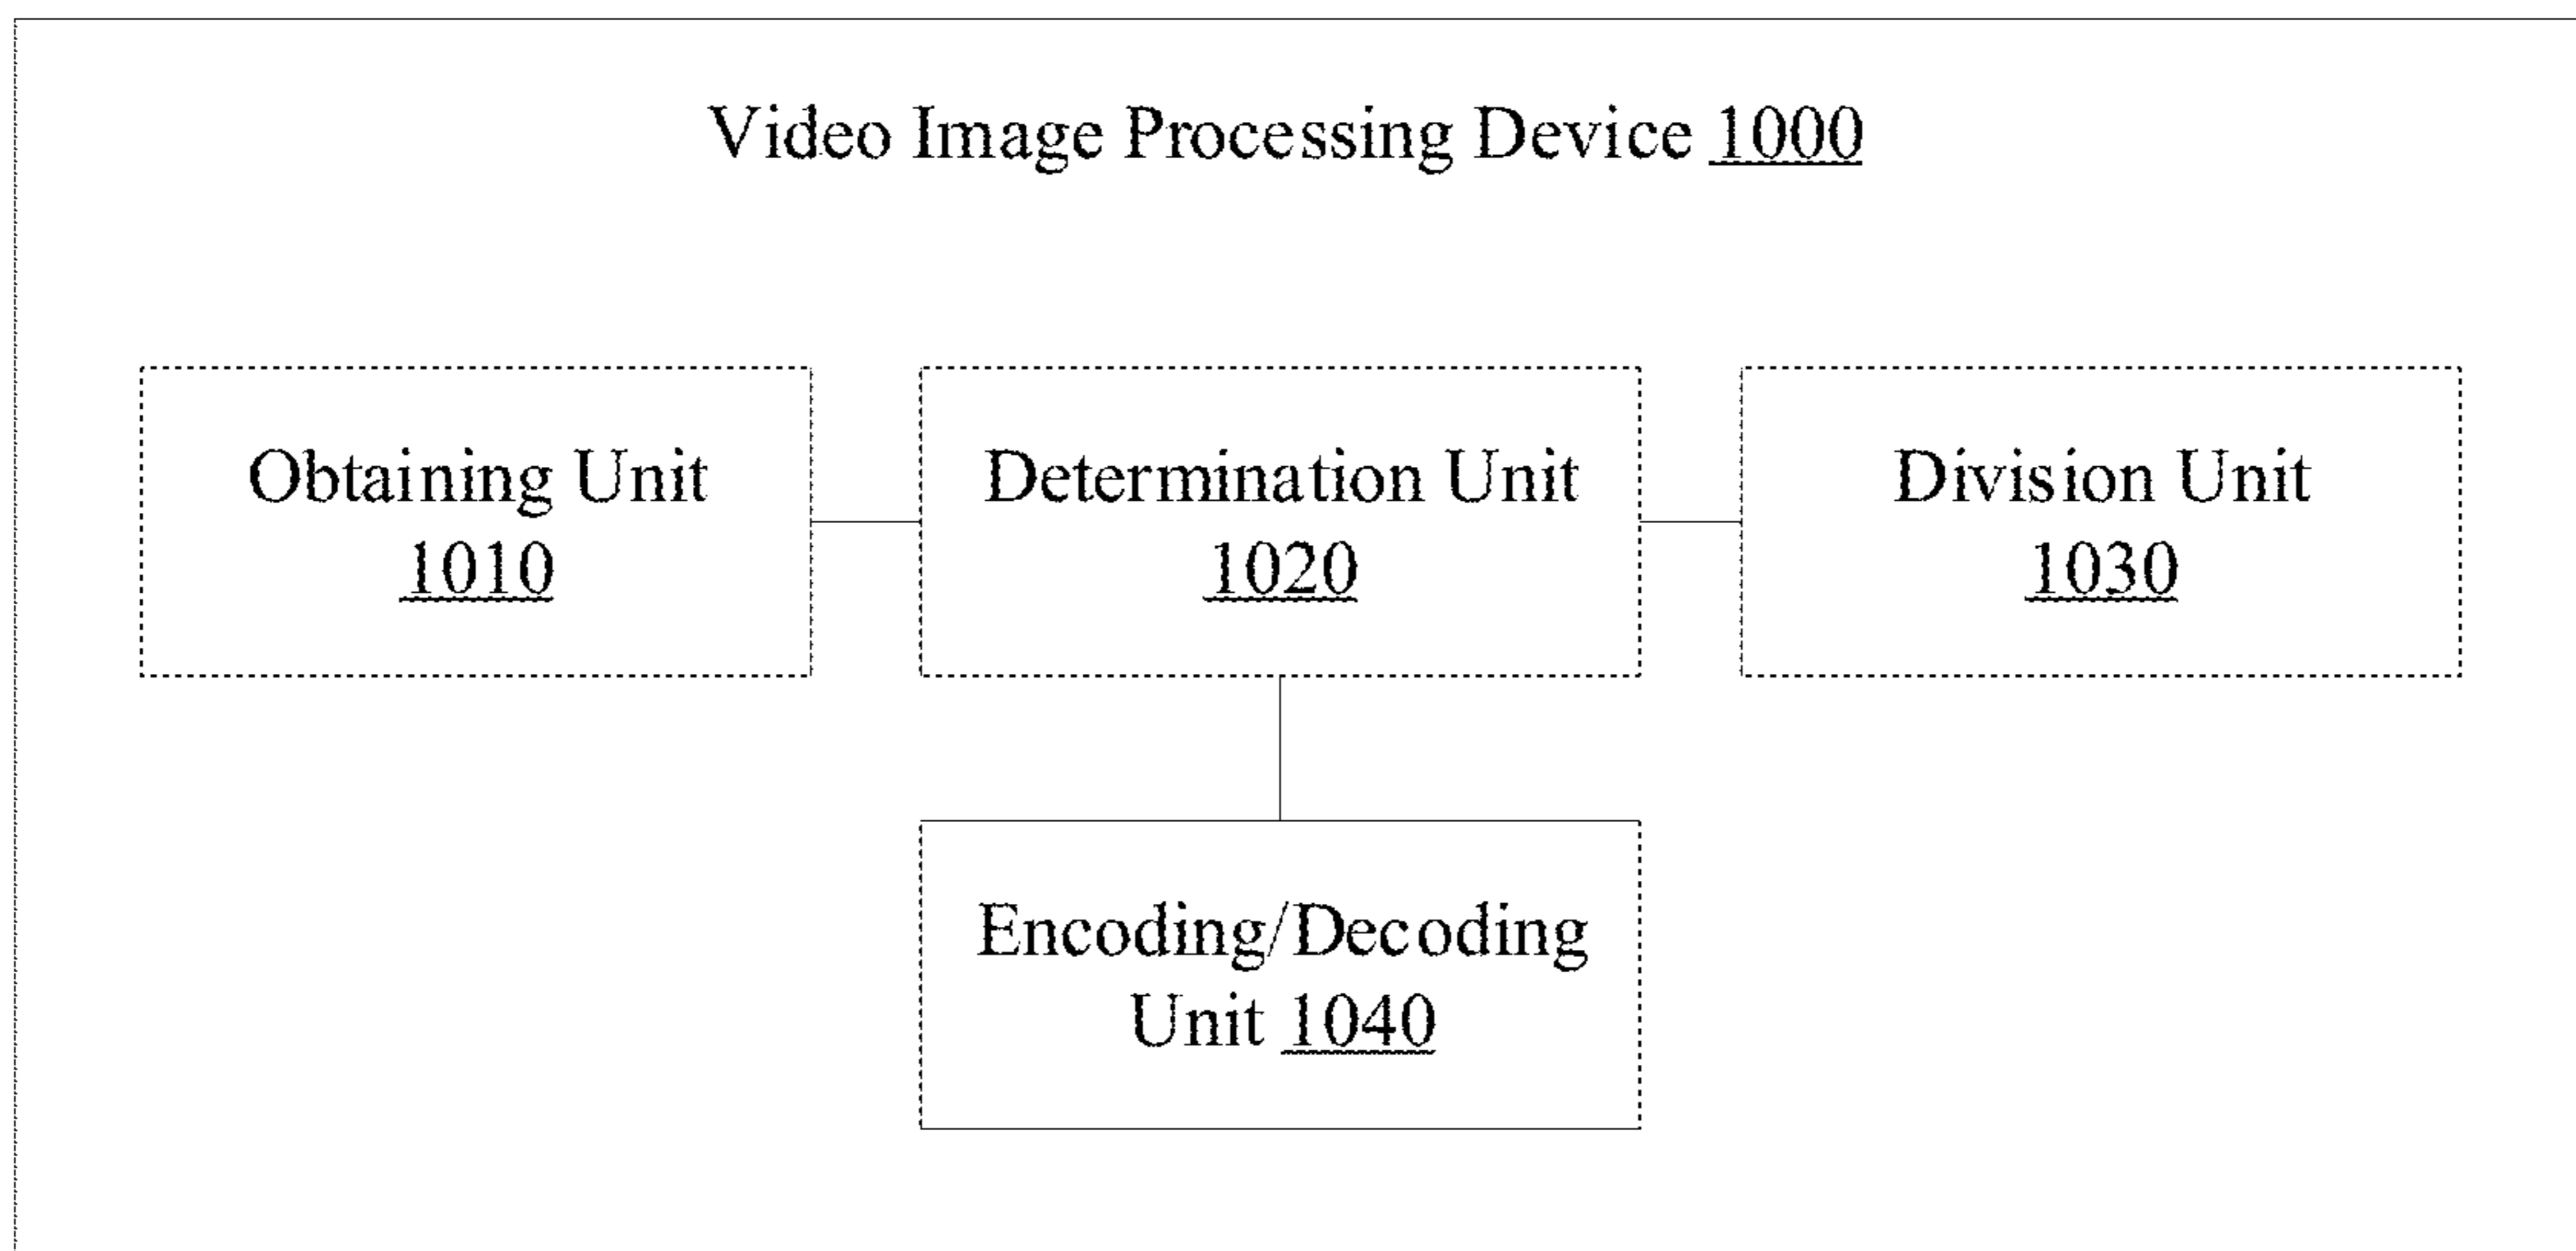 Video Image Processing Device 1000
Obtaining Unit
1010
Determination Unit
1020
Division Unit
1030
Encoding/Decoding
Unit 1040